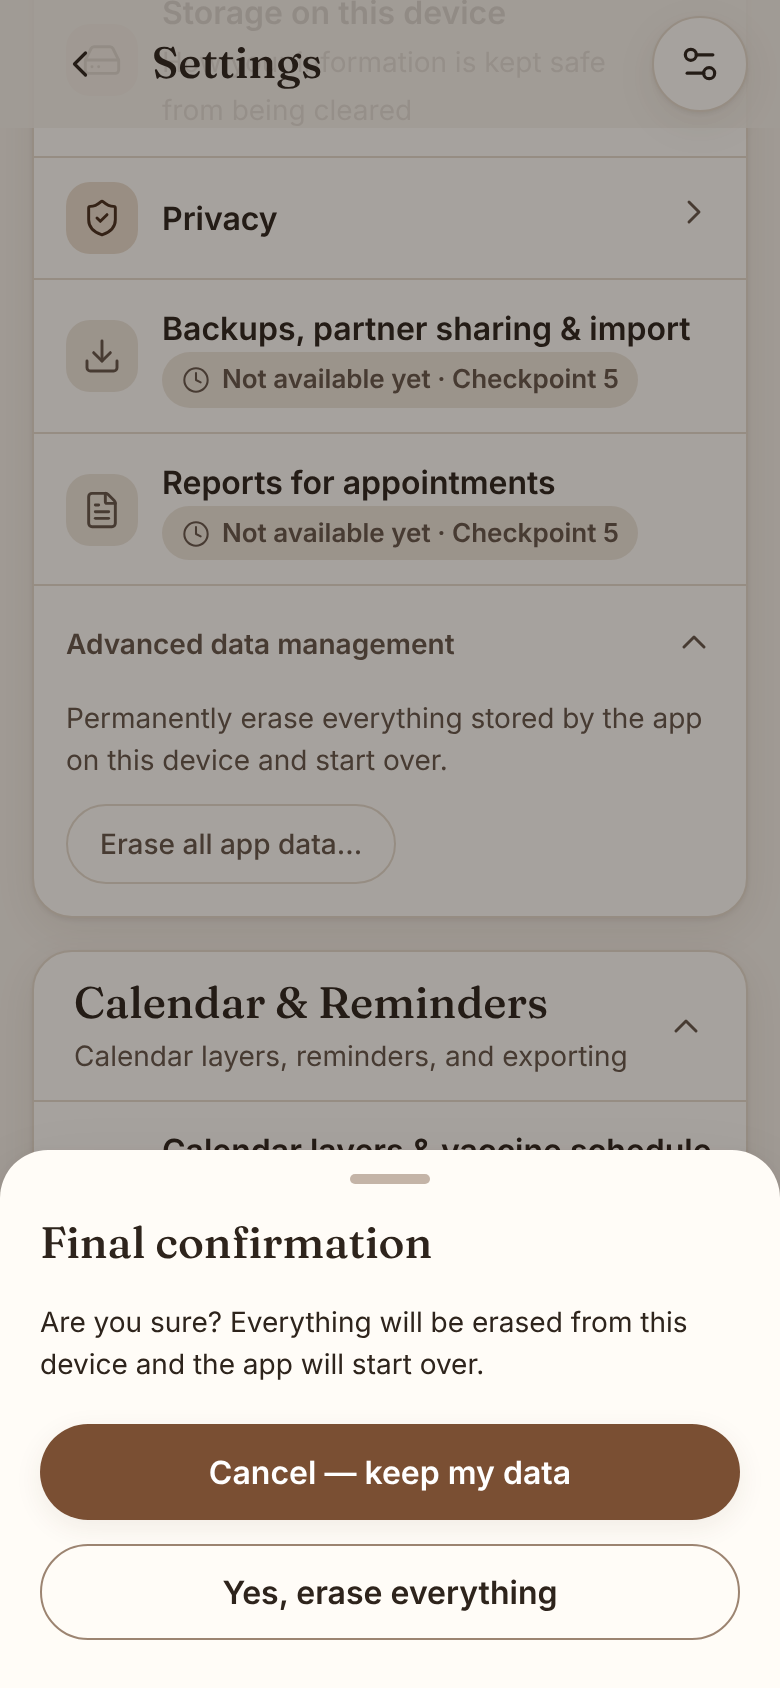 Storage on this device
Settings
formation is kept safe
from being cleared
Privacy
Backups, partner sharing & import
Not available yet · Checkpoint 5
Reports for appointments
Not available yet · Checkpoint 5
Advanced data management
Permanently erase everything stored by the app
on this device and start over.
Erase all app data...
Calendar & Reminders
Calendar layers, reminders, and exporting
Calendar layers & vaccine schedule
Final confirmation
Are you sure? Everything will be erased from this
device and the app will start over.
Cancel — keep my data
Yes, erase everything